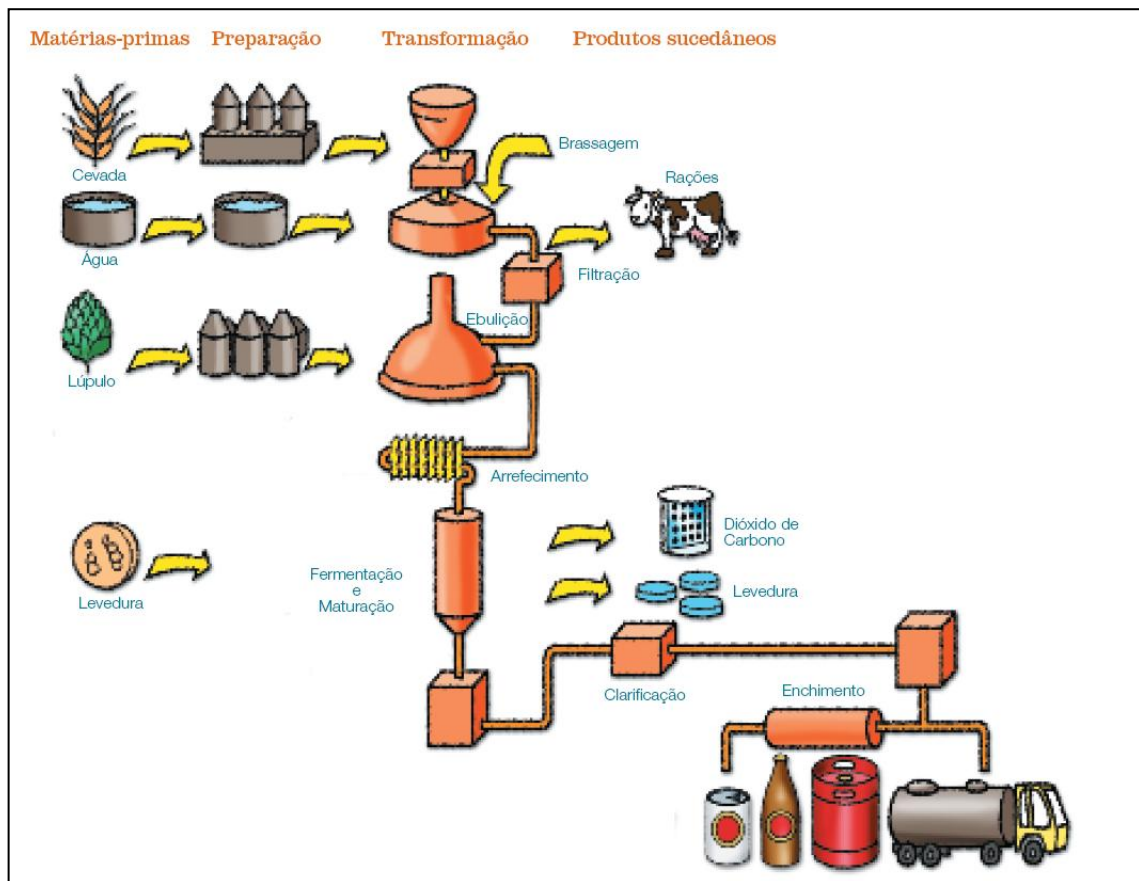 Matérias-primas
Preparação
Transformação
Produtos sucedâneos
Brassagem
Cevada
Rações
Água
Filtração
Ebulição
Lúpulo
Arrefecimento
Dióxido de
Carbono
Fermentação
e
Maturação
Levedura
Levedura
Clarificação
Enchimento